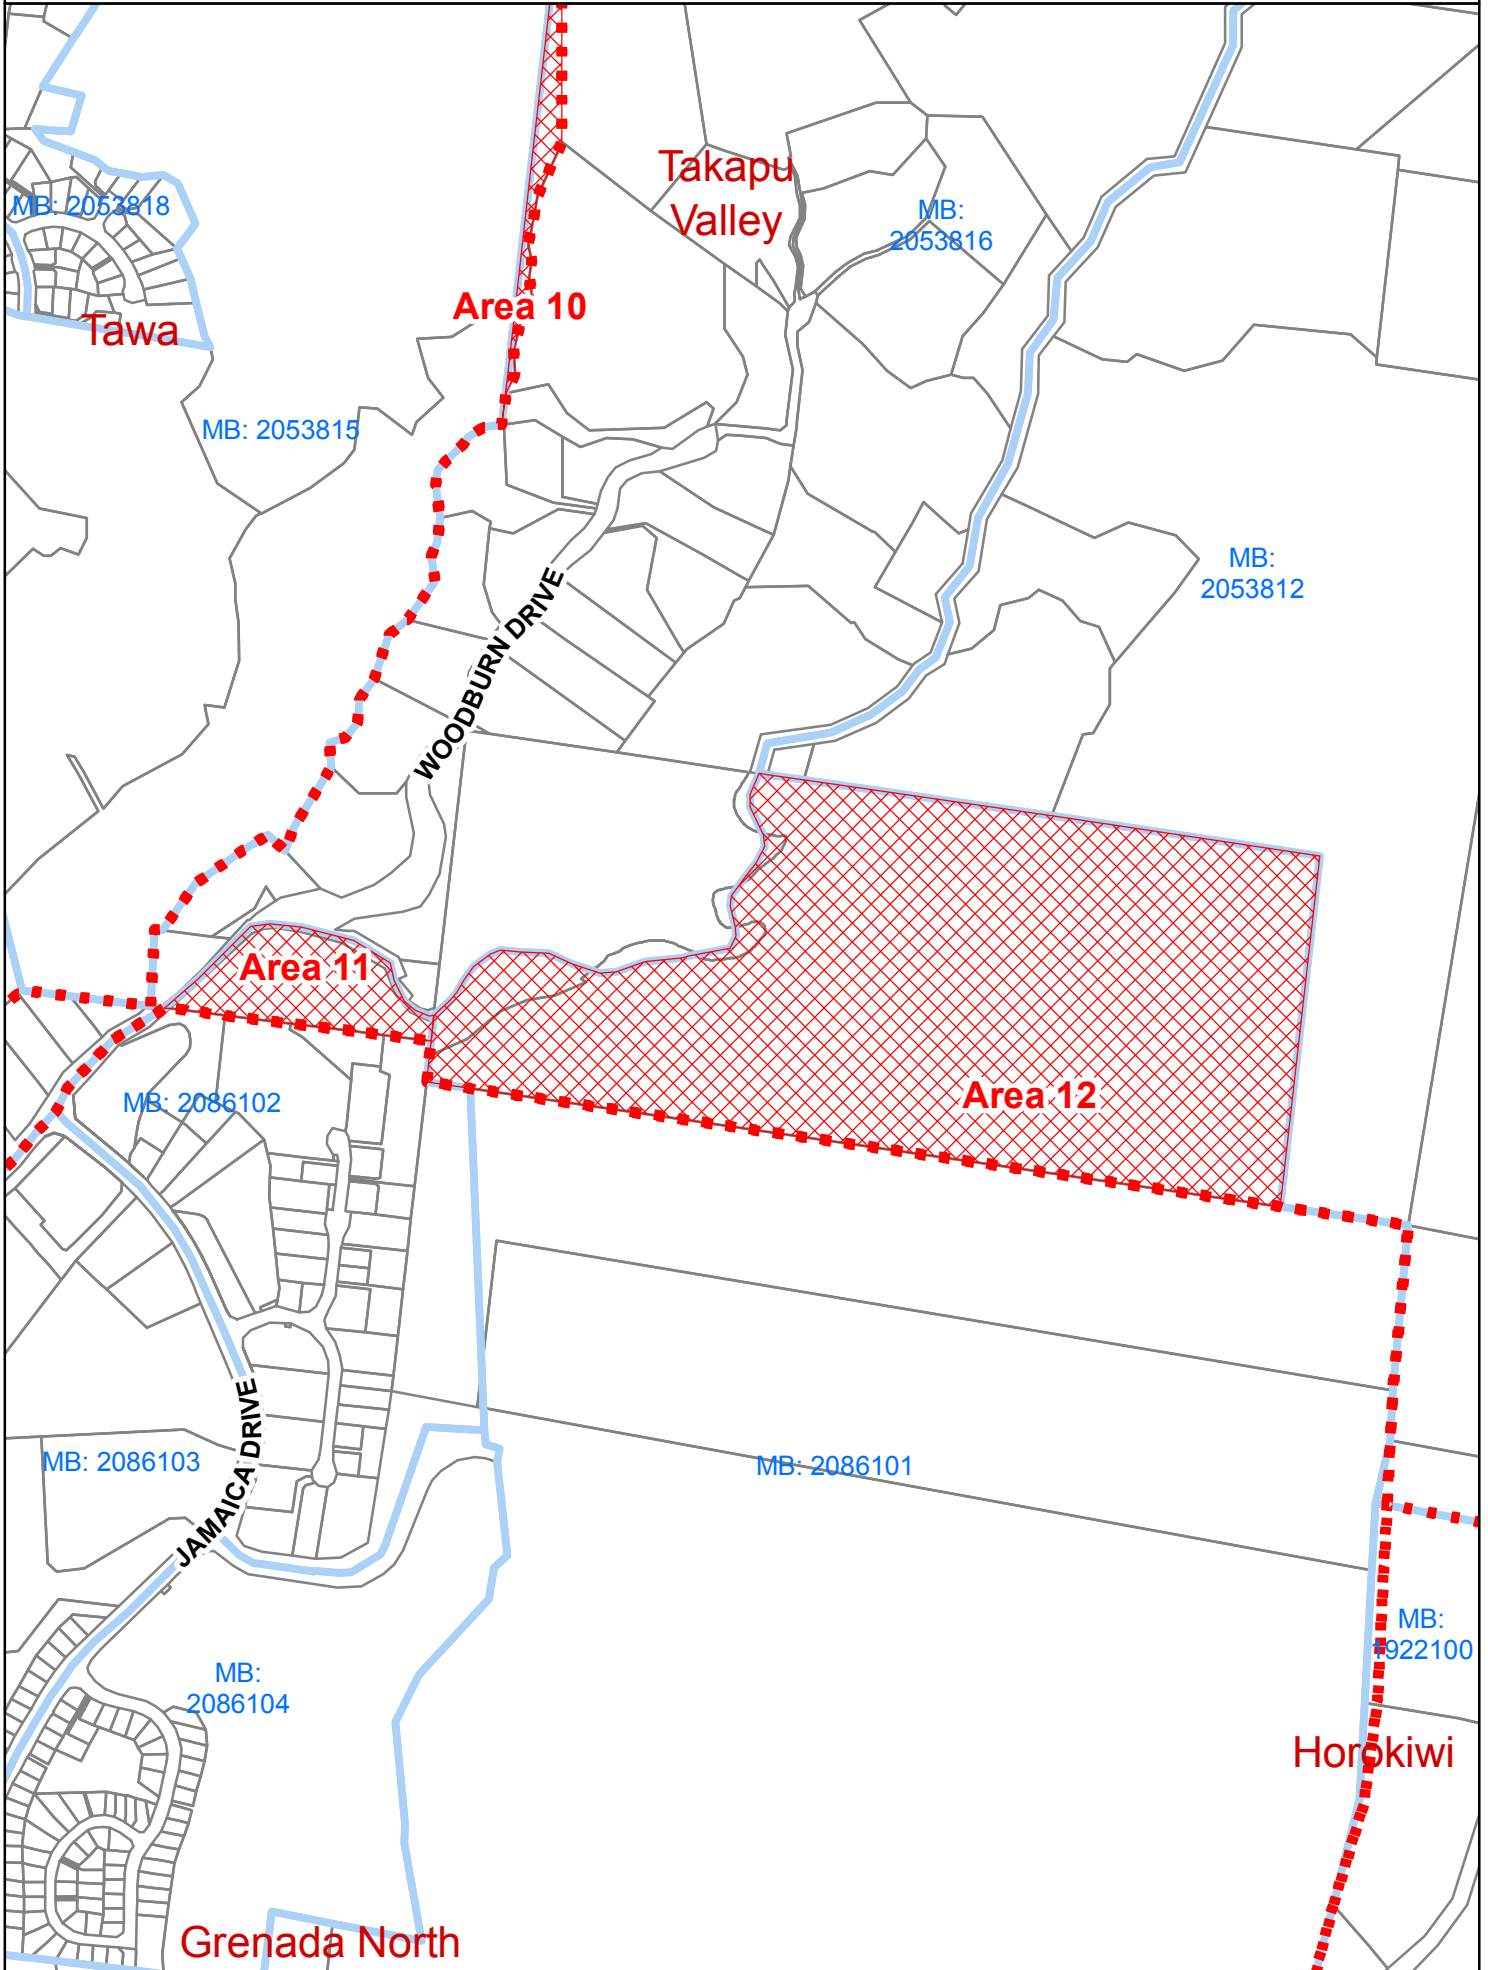 Takapu
Valley
MB: 2053818
MB:
2053816
Area 10
Tawa
MB: 2053815
MB:
2053812
WOODBURN DRIVE
Area 11
Area 12
MB: 2086102
JAMAICA DRIVE
MB: 2086103
MB: 2086101
MB:
1922100
MB:
2086104
Horokiwi
Grenada North